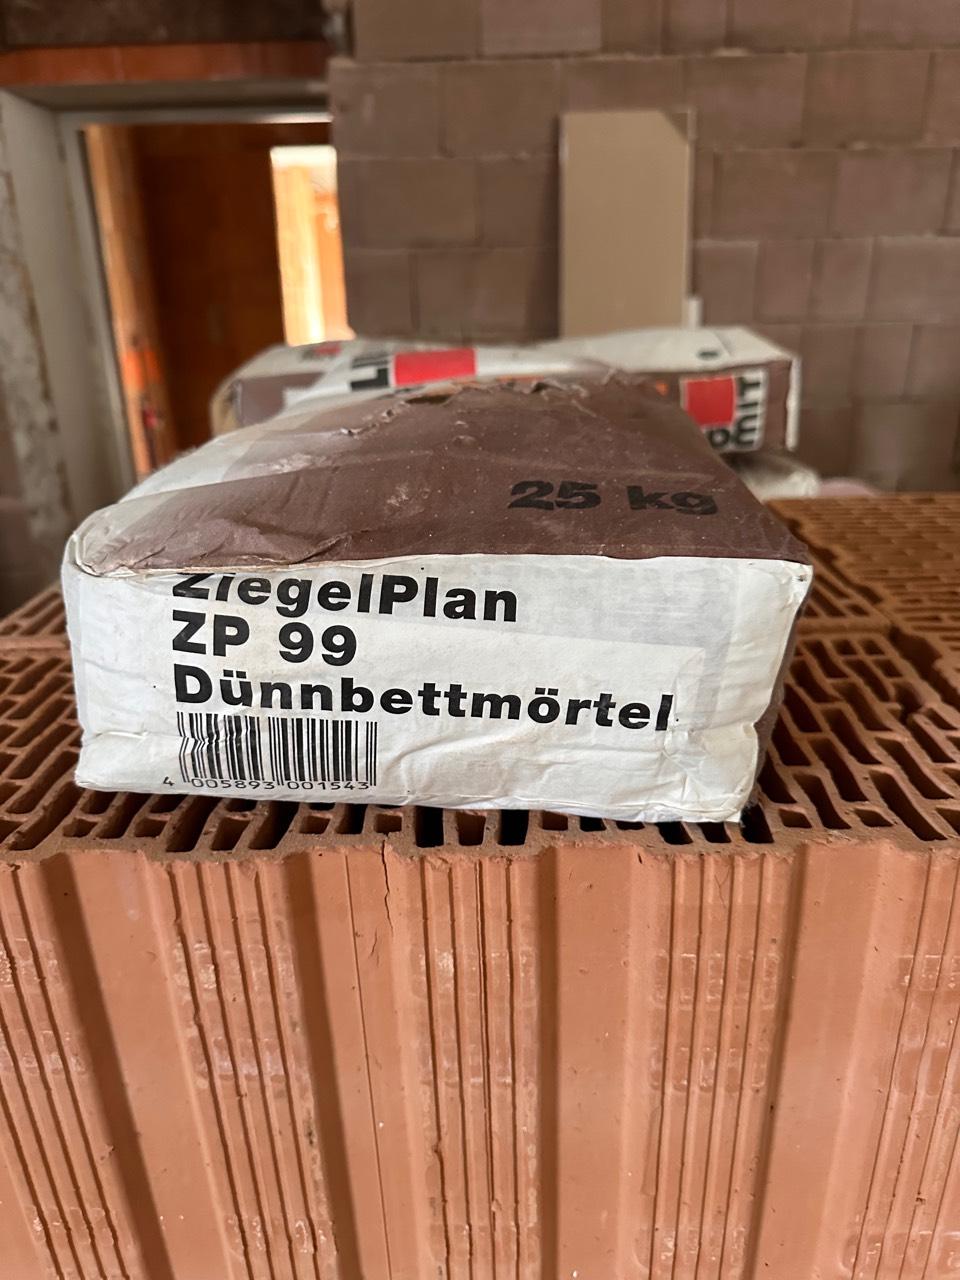 25 kg
ZiegelPlan
ZP 99
Dünnbettmörtel
4 005893 001543